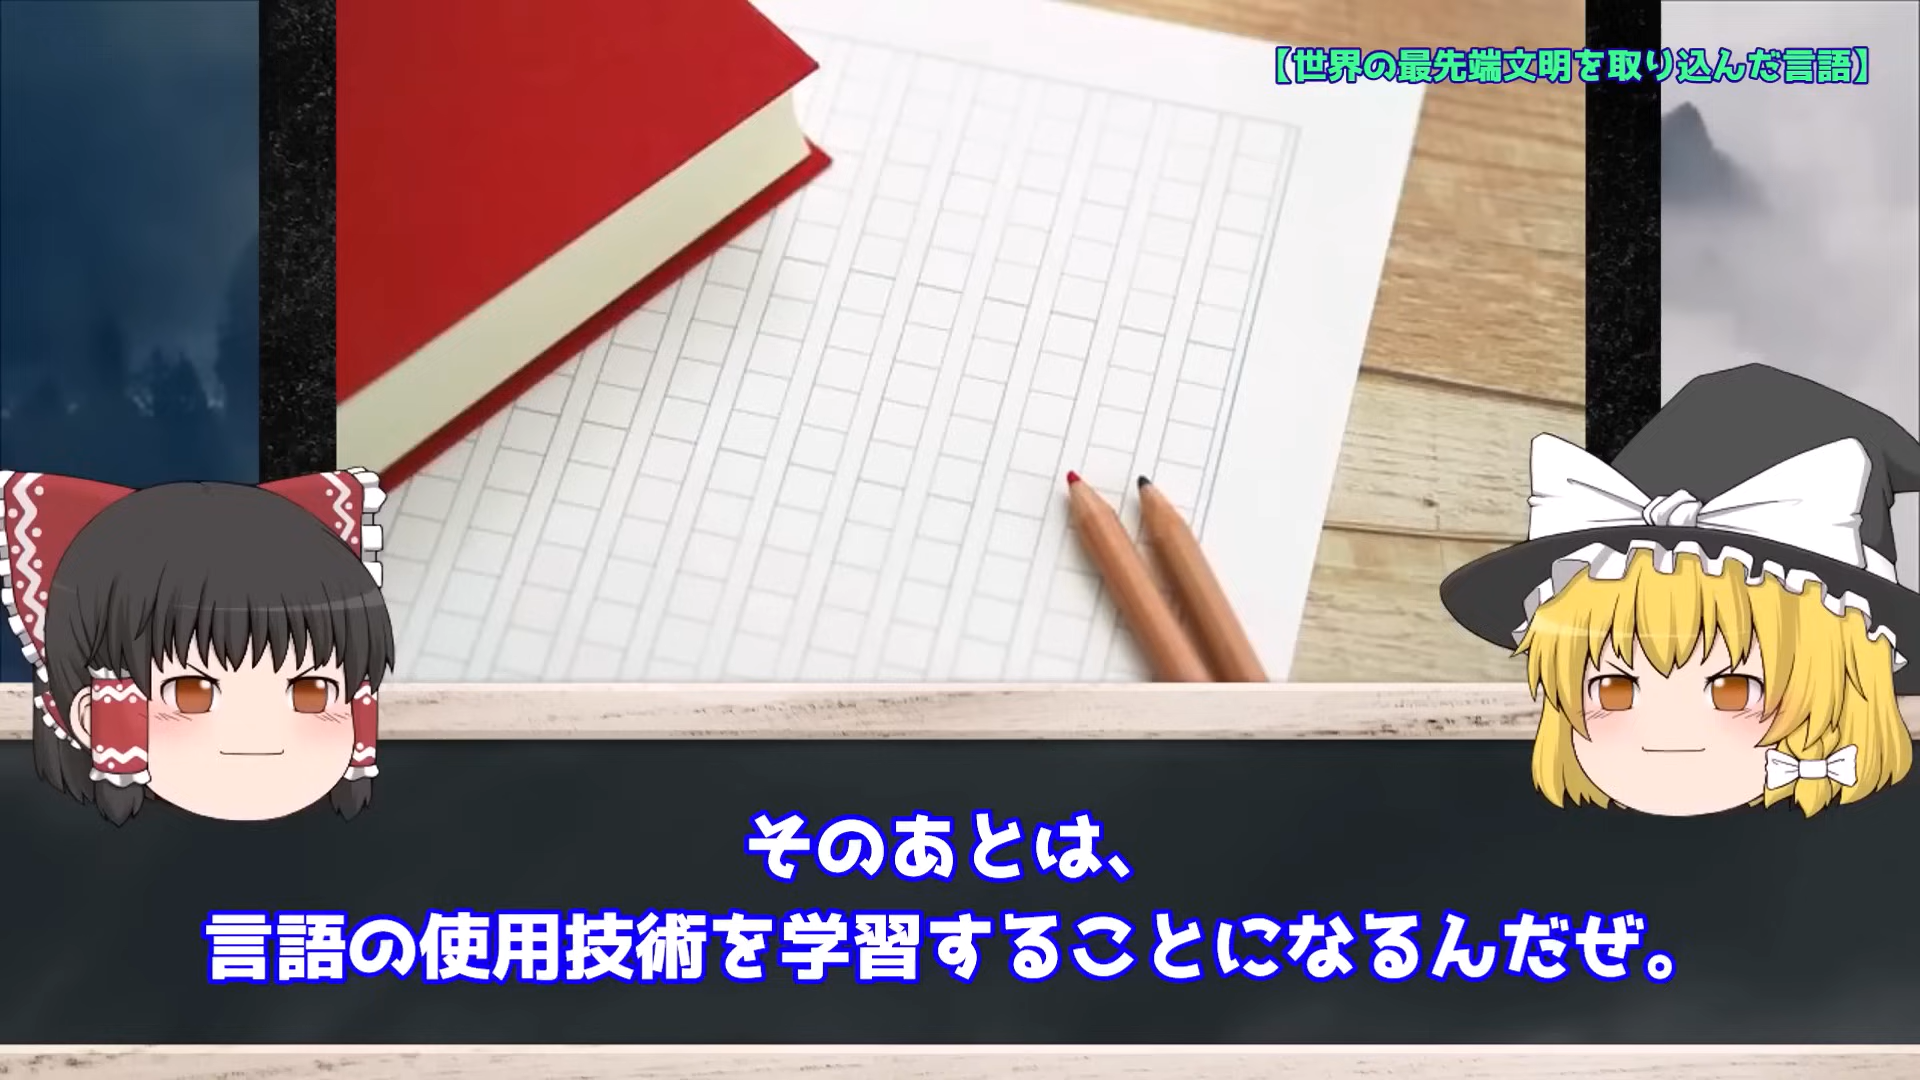 【世界の最先端文明を取り込んだ言語】
そのあとは、
言語の使用技術を学習することになるんだぜ。